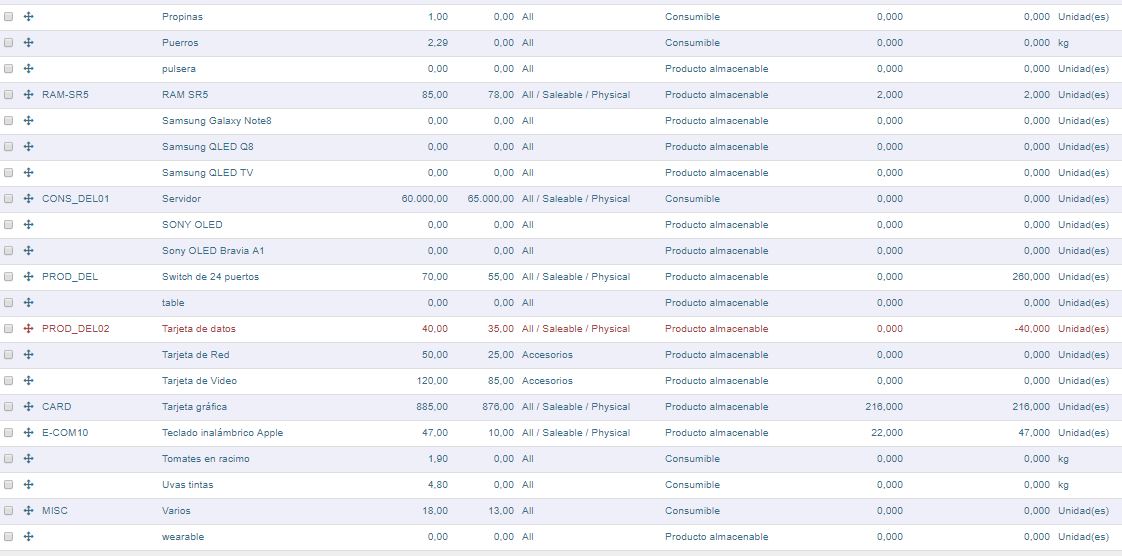 Propinas 1,00 0,00 All Consumible 0,000 0,000 Unidad(es)
Puerros 2,29 0,00 All Consumible 0,000 0,000 kg
pulsera 0,00 0,00 All Producto almacenable 0,000 0,000 Unidad(es)
RAM-SR5 RAM SR5 85,00 78,00 All / Saleable / Physical Producto almacenable 2,000 2,000 Unidad(es)
Samsung Galaxy Note8 0,00 0,00 All Producto almacenable 0,000 0,000 Unidad(es)
Samsung QLED Q8 0,00 0,00 All Producto almacenable 0,000 0,000 Unidad(es)
Samsung QLED TV 0,00 0,00 All Producto almacenable 0,000 0,000 Unidad(es)
CONS_DEL01 Servidor 60.000,00 65.000,00 All / Saleable / Physical Consumible 0,000 0,000 Unidad(es)
SONY OLED 0,00 0,00 All Producto almacenable 0,000 0,000 Unidad(es)
Sony OLED Bravia A1 0,00 0,00 All Producto almacenable 0,000 0,000 Unidad(es)
PROD_DEL Switch de 24 puertos 70,00 55,00 All / Saleable / Physical Producto almacenable 0,000 260,000 Unidad(es)
table 0,00 0,00 All Producto almacenable 0,000 0,000 Unidad(es)
PROD_DEL02 Tarjeta de datos 40,00 35,00 All / Saleable / Physical Producto almacenable 0,000 -40,000 Unidad(es)
Tarjeta de Red 50,00 25,00 Accesorios Producto almacenable 0,000 0,000 Unidad(es)
Tarjeta de Video 120,00 85,00 Accesorios Producto almacenable 0,000 0,000 Unidad(es)
CARD Tarjeta gráfica 885,00 876,00 All / Saleable / Physical Producto almacenable 216,000 216,000 Unidad(es)
E-COM10 Teclado inalámbrico Apple 47,00 10,00 All / Saleable / Physical Producto almacenable 22,000 47,000 Unidad(es)
Tomates en racimo 1,90 0,00 All Consumible 0,000 0,000 kg
Uvas tintas 4,80 0,00 All Consumible 0,000 0,000 kg
MISC Varios 18,00 13,00 All Consumible 0,000 0,000 Unidad(es)
wearable 0,00 0,00 All Producto almacenable 0,000 0,000 Unidad(es)